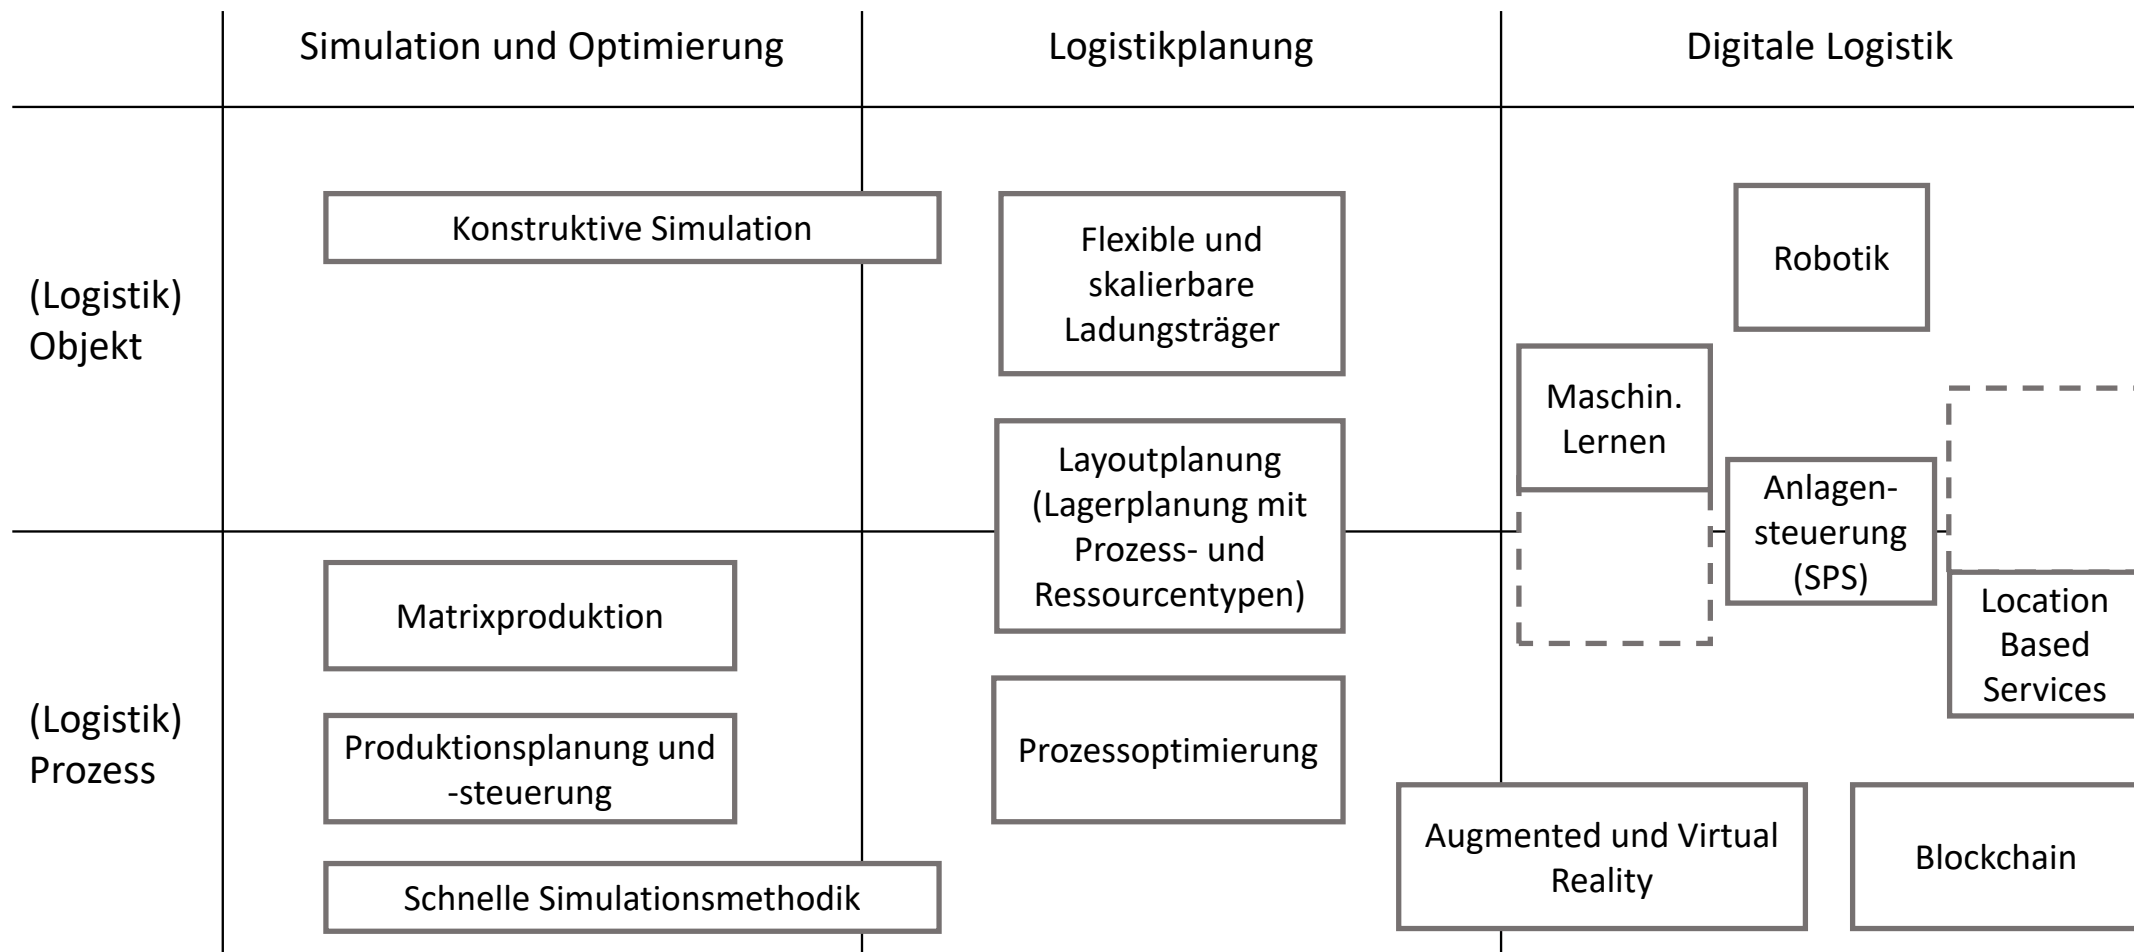 Simulation und Optimierung
Logistikplanung
Digitale Logistik
(Logistik)
Objekt
Konstruktive Simulation
Flexible und
skalierbare
Ladungsträger
Robotik
Maschin.
Lernen
Layoutplanung
(Lagerplanung mit
Prozess- und
Ressourcentypen)
Anlagen-
steuerung
(SPS)
Location
Based
Services
(Logistik)
Prozess
Matrixproduktion
Produktionsplanung und
-steuerung
Schnelle Simulationsmethodik
Prozessoptimierung
Augmented und Virtual
Reality
Blockchain